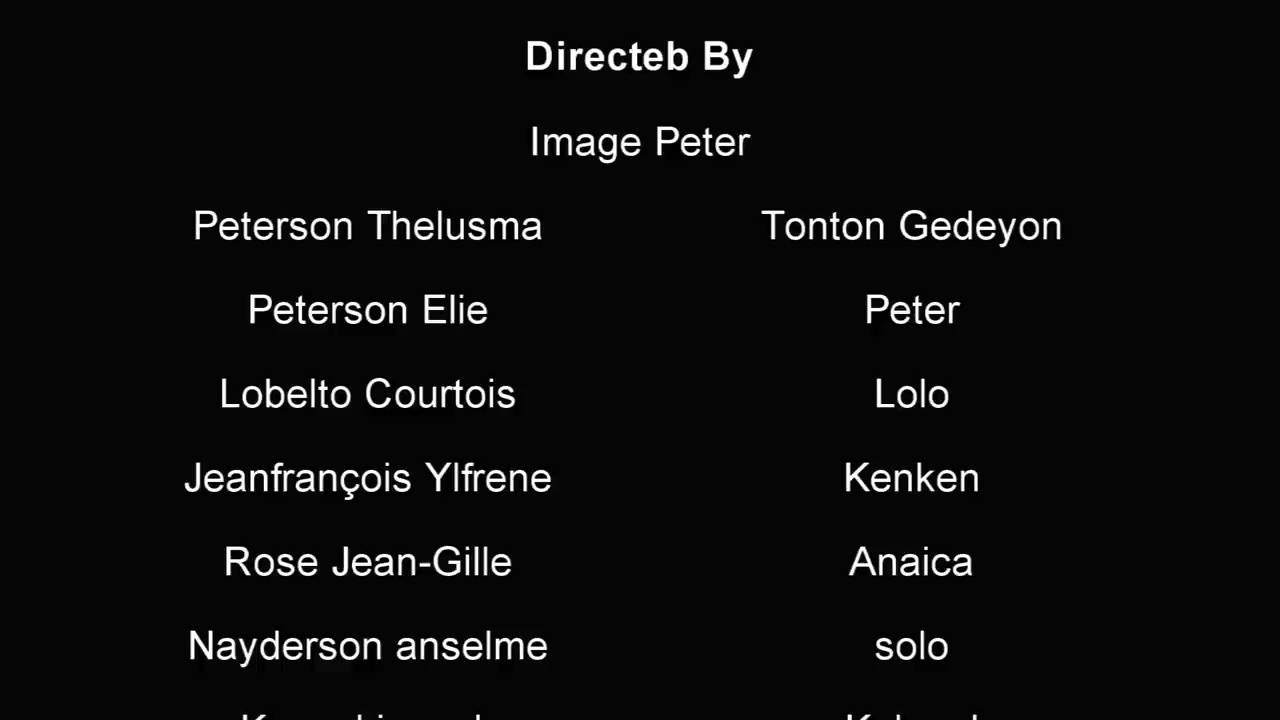 Directeb By
Image Peter
Peterson Thelusma Tonton Gedeyon
Peterson Elie Peter
Lobelto Courtois Lolo
Jeanfrançois Ylfrene Kenken
Rose Jean-Gille Anaica
Nayderson anselme solo